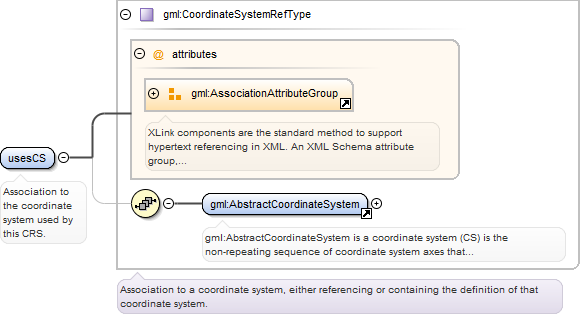 gml:CoordinateSystemRefType
@ attributes
gml:AssociationAttributeGroup
XLink components are the standard method to support
hypertext referencing in XML. An XML Schema attribute
group,...
usesCS
Association to
the coordinate
system used by
this CRS.
gml:AbstractCoordinateSystem
gml:AbstractCoordinateSystem is a coordinate system (CS) is the
non-repeating sequence of coordinate system axes that...
Association to a coordinate system, either referencing or containing the definition of that
coordinate system.